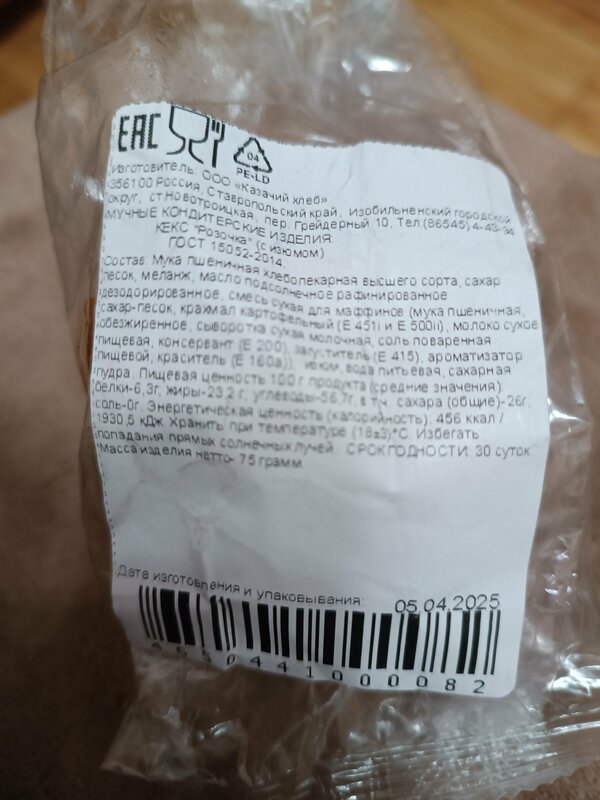 EAC
04
PE-LD
Изготовитель: ООО «Казачий хлеб»
356100 Россия, Ставропольский край, Изобильненский городской
округ, ст.Новотроицкая, пер. Грейдерный 10, Тел:(86545)4-43-34
МУЧНЫЕ КОНДИТЕРСКИЕ ИЗДЕЛИЯ:
КЕКС "Розочка" (с изюмом)
ГОСТ 15052-2014.
Состав: Мука пшеничная хлебопекарная высшего сорта, сахар
песок, меланж, масло подсолнечное рафинированное
дезодорированное, смесь сухая для маффинов (мука пшеничная,
сахар-песок, крахмал картофельный (Е 451i и Е 500ii), молоко сухое
обезжиренное, сыворотка сухая молочная, соль поваренная
пищевая, консервант (Е 200), загуститель (Е 415), ароматизатор
пищевой, краситель (Е 160а)), изюм, вода питьевая, сахарная
пудра. Пищевая ценность 100 г продукта (средние значения):
белки-6,3г, жиры-23,2 г, углеводы-56,7г, в т.ч. сахара (общие)-26г,
соль-0г. Энергетическая ценность (калорийность): 456 ккал /
1930,5 кДж. Хранить при температуре (18±3)°С. Избегать
попадания прямых солнечных лучей. СРОК ГОДНОСТИ: 30 суток
Масса изделия нетто- 75 грамм.
Дата изготовления и упаковывания: 05.04.2025
4650441000082